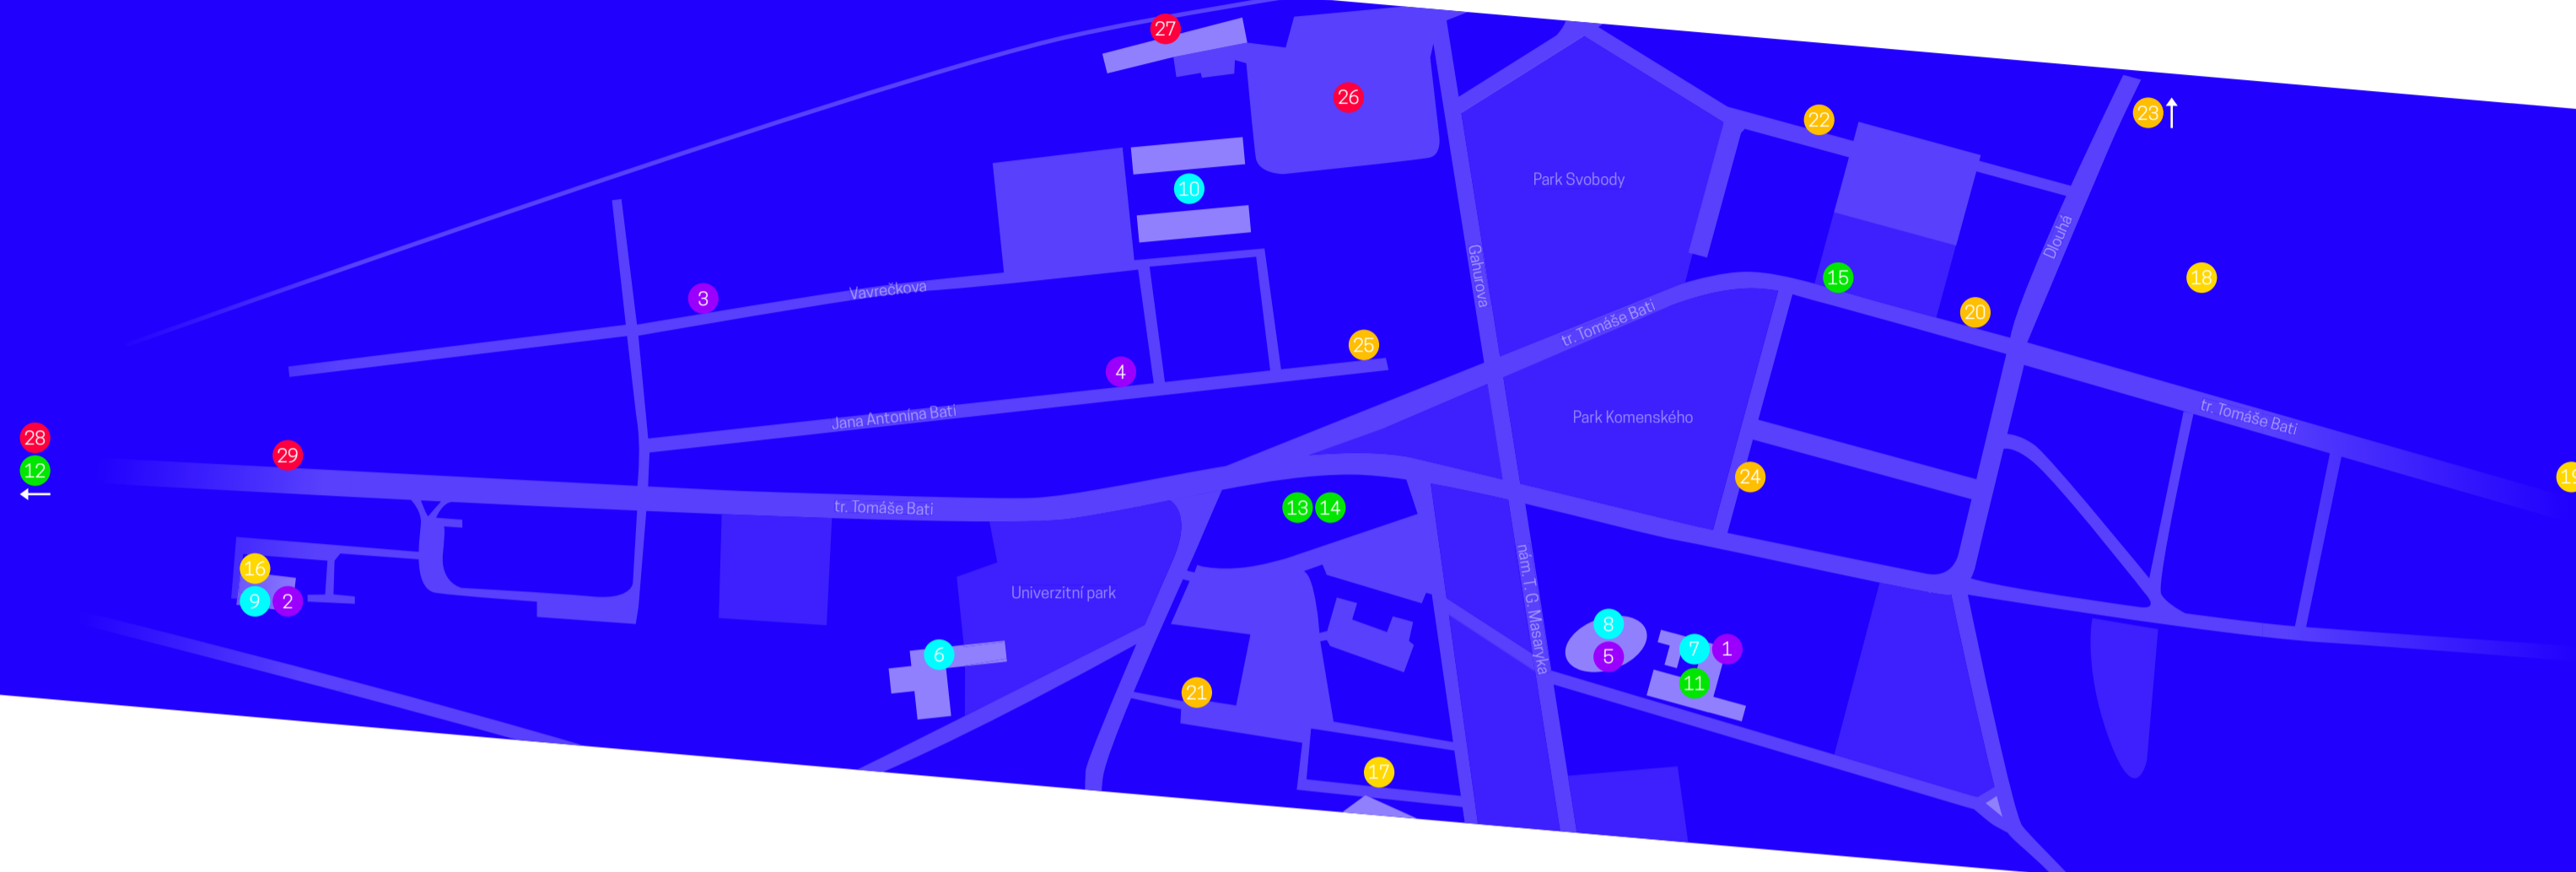 27
26
22
23
Park Svobody
10
Dlouhá
Gahurova
15
18
3
Vavrečkova
tr. Tomáše Bati
20
25
4
Jana Antonína Bati
Park Komenského
tr. Tomáše Bati
28
29
12
24
19
tr. Tomáše Bati
13 14
nám. T. G. Masaryka
16
9 2
Univerzitní park
8
5
6
7 1
11
21
17